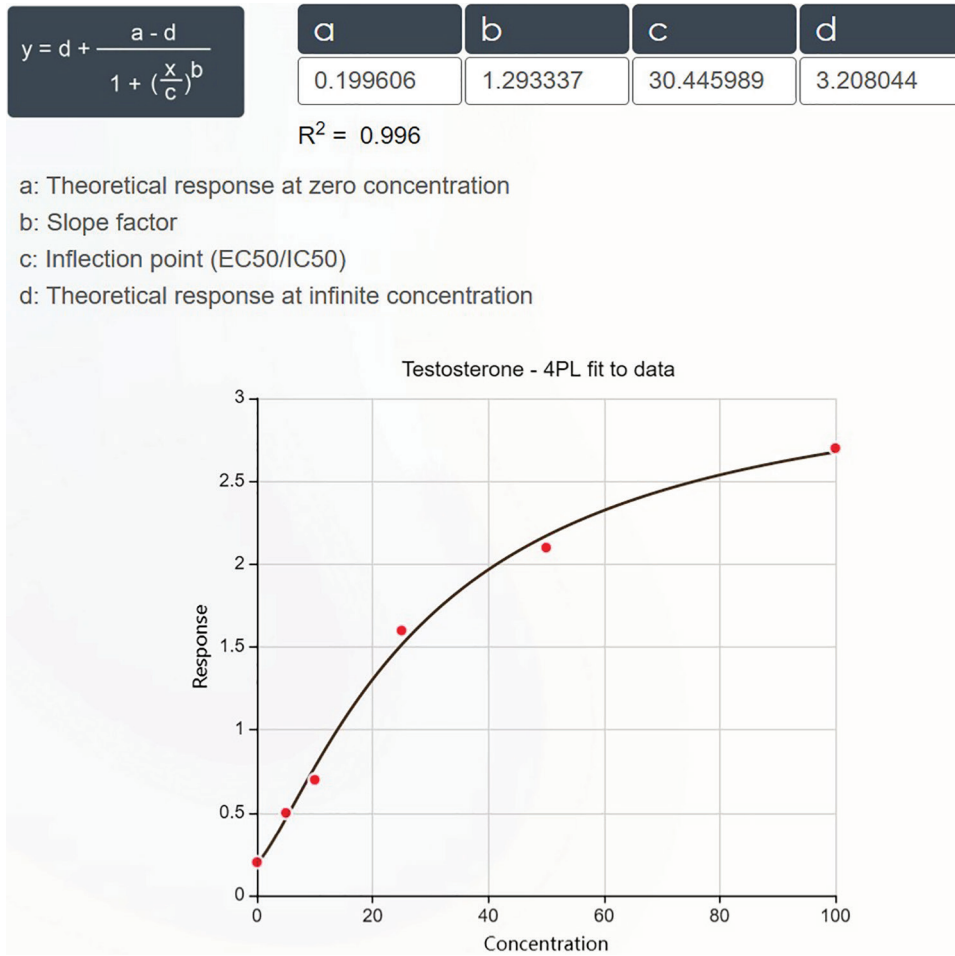 y = d + a - d / 1 + (x/c)^b
a b c d
0.199606 1.293337 30.445989 3.208044
R² = 0.996
a: Theoretical response at zero concentration
b: Slope factor
c: Inflection point (EC50/IC50)
d: Theoretical response at infinite concentration
Testosterone - 4PL fit to data
3
2.5
2
1.5
1
0.5
0
Response
0 20 40 60 80 100
Concentration